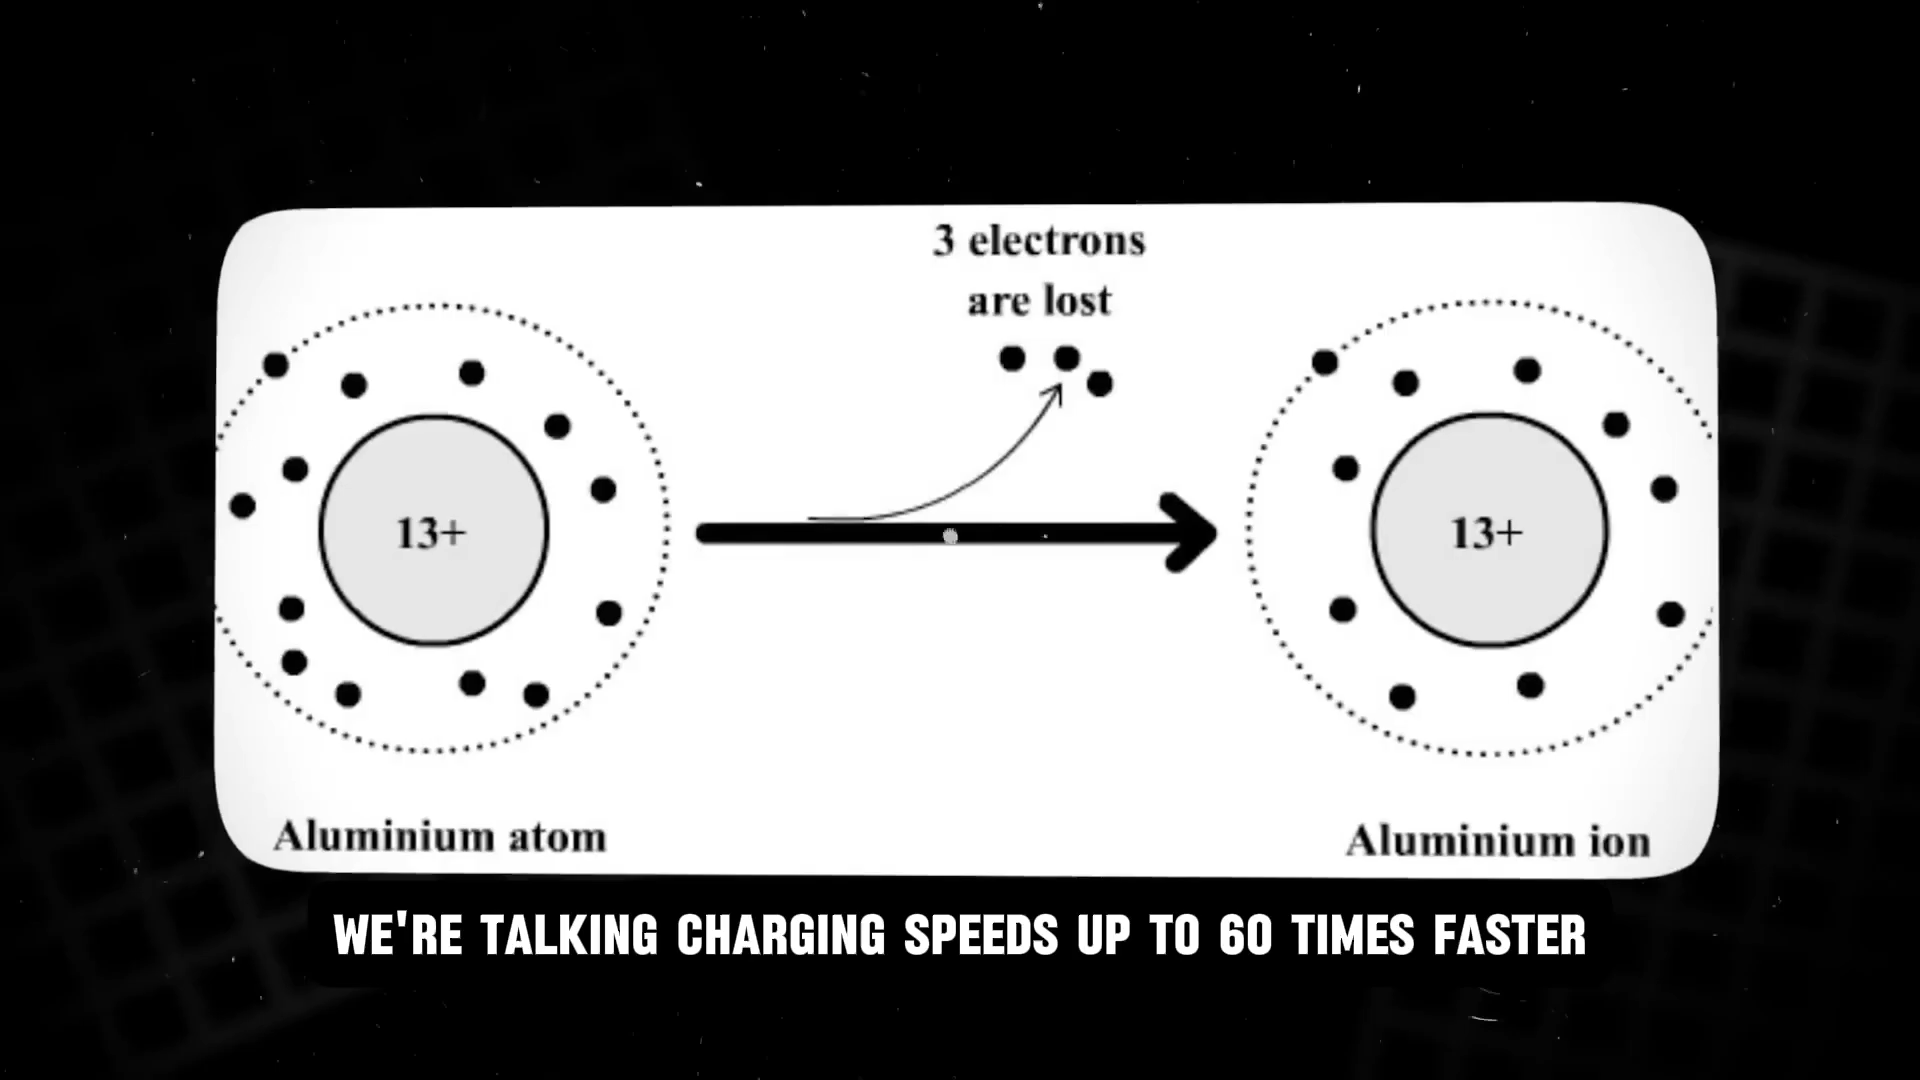 3 electrons
are lost
13+
13+
Aluminium atom
Aluminium ion
WE'RE TALKING CHARGING SPEEDS UP TO 60 TIMES FASTER